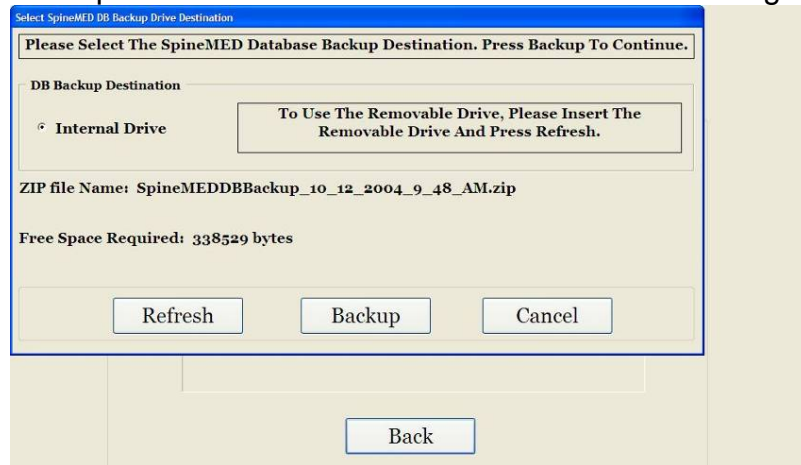 Select SpineMED DB Backup Drive Destination
Please Select The SpineMED Database Backup Destination. Press Backup To Continue.
DB Backup Destination
Internal Drive
To Use The Removable Drive, Please Insert The
Removable Drive And Press Refresh.
ZIP file Name: SpineMEDDBBackup_10_12_2004_9_48_AM.zip
Free Space Required: 338529 bytes
Refresh
Backup
Cancel
Back